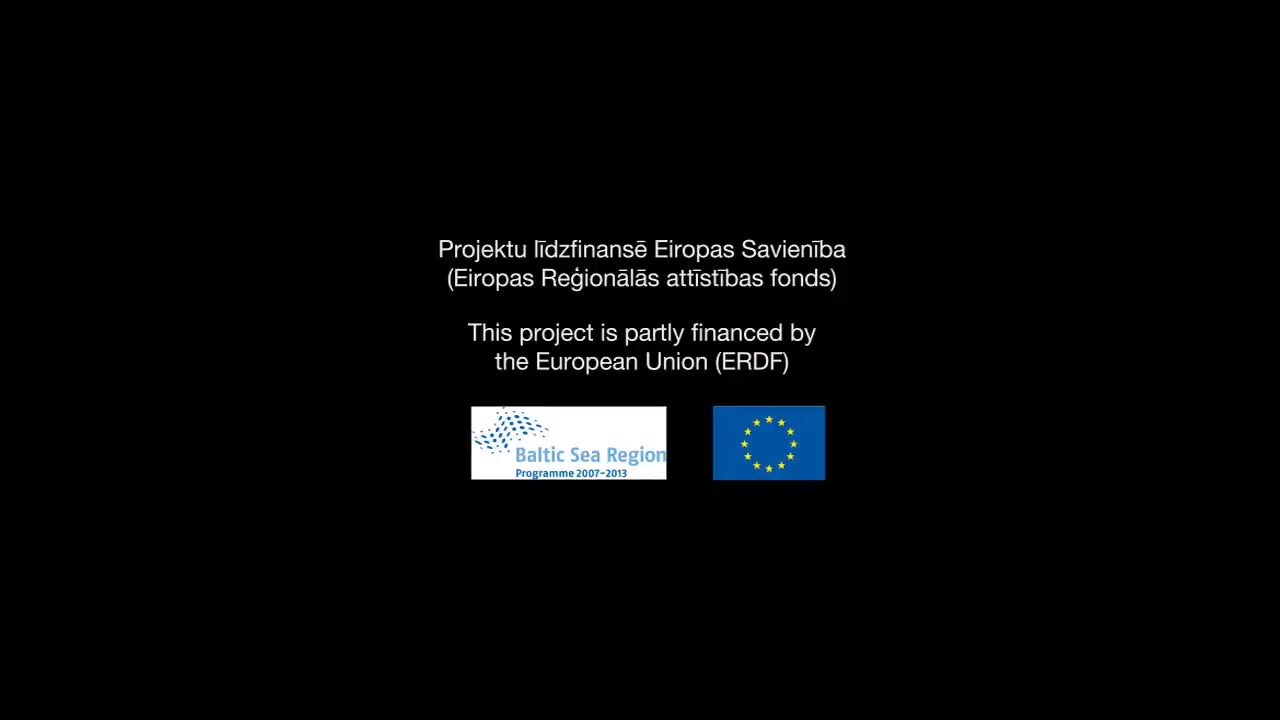 Projektu līdzfinansē Eiropas Savienība
(Eiropas Reģionālās attīstības fonds)
This project is partly financed by
the European Union (ERDF)
Baltic Sea Region
Programme 2007-2013